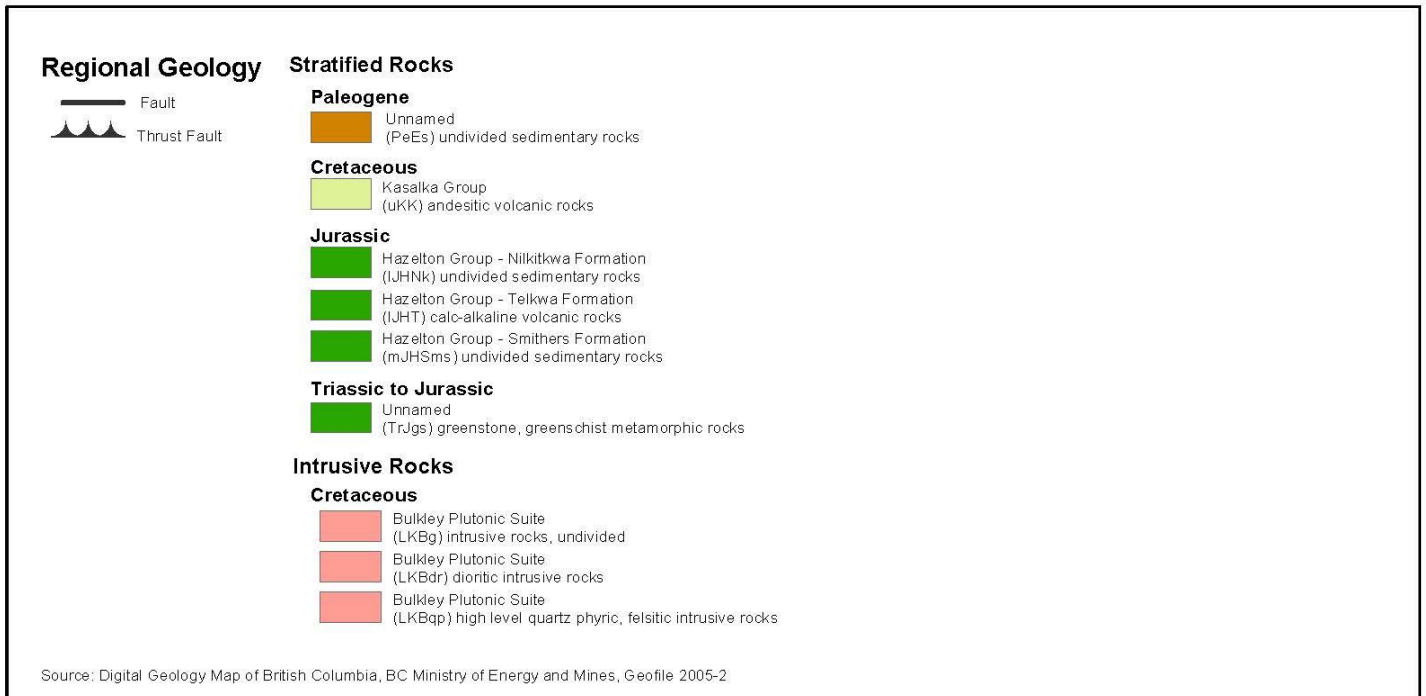 Regional Geology
Fault
Thrust Fault
Stratified Rocks
Paleogene
Unnamed
(PeEs) undivided sedimentary rocks
Cretaceous
Kasalka Group
(uKK) andesitic volcanic rocks
Jurassic
Hazelton Group - Nilkitkwa Formation
(lJHNk) undivided sedimentary rocks
Hazelton Group - Telkwa Formation
(lJHT) calc-alkaline volcanic rocks
Hazelton Group - Smithers Formation
(mJHSms) undivided sedimentary rocks
Triassic to Jurassic
Unnamed
(TrJgs) greenstone, greenschist metamorphic rocks
Intrusive Rocks
Cretaceous
Bulkley Plutonic Suite
(LKBg) intrusive rocks, undivided
Bulkley Plutonic Suite
(LKBdr) dioritic intrusive rocks
Bulkley Plutonic Suite
(LKBqp) high level quartz phyric, felsitic intrusive rocks
Source: Digital Geology Map of British Columbia, BC Ministry of Energy and Mines, Geofile 2005-2